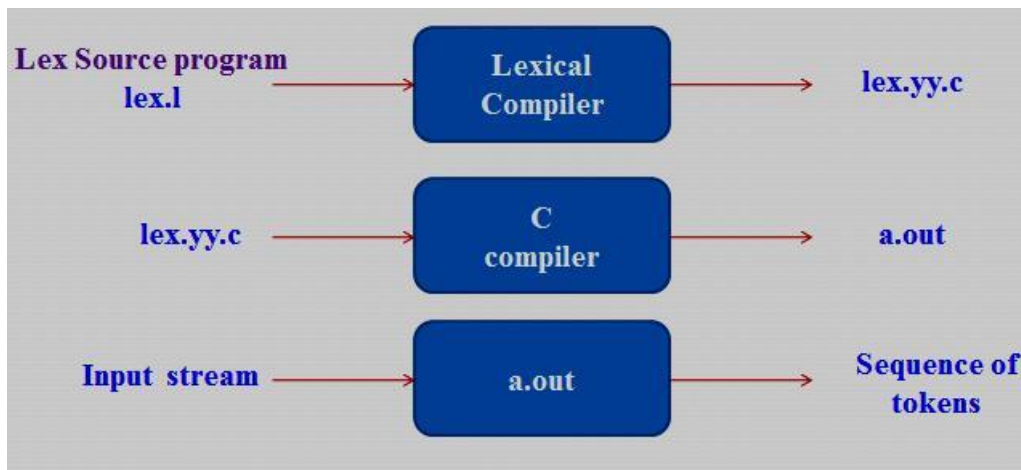 Lex Source program
lex.l
Lexical
Compiler
lex.yy.c
lex.yy.c
C
compiler
a.out
Input stream
a.out
Sequence of
tokens